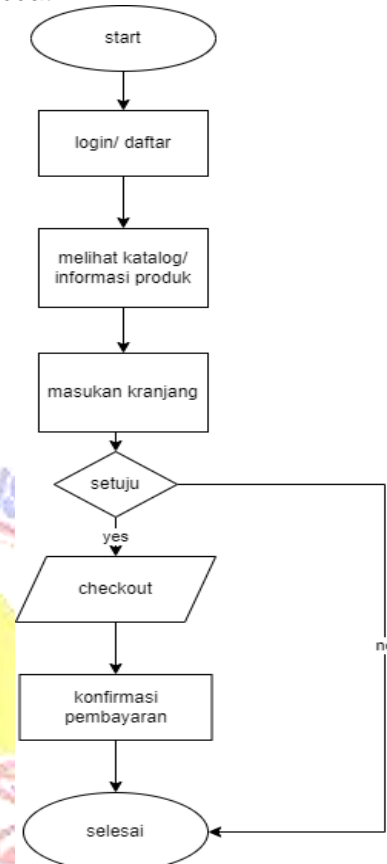 start
login/ daftar
melihat katalog/
informasi produk
masukan kranjang
setuju
yes
checkout
konfirmasi
pembayaran
selesai